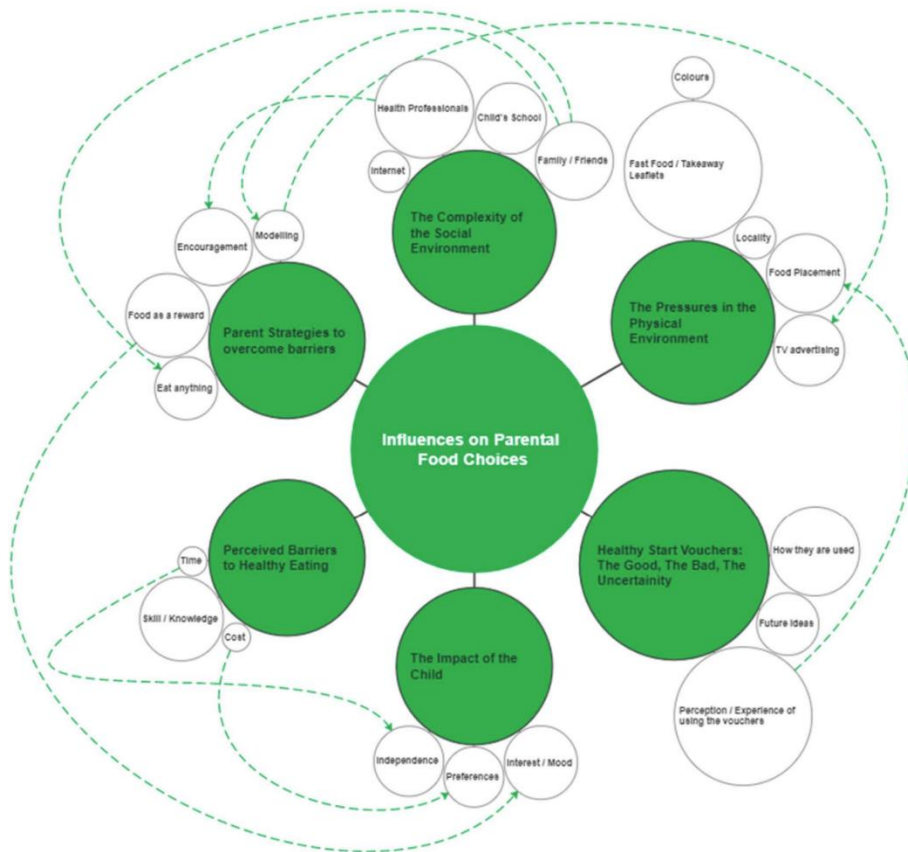 Colours
Health Professionals
Child's School
Family / Friends
Internet
Fast Food / Takeaway
Leaflets
The Complexity of
the Social
Environment
Locality
Food Placement
TV advertising
The Pressures in the
Physical
Environment
Modelling
Encouragement
Food as a reward
Eat anything
Parent Strategies to
overcome barriers
Influences on Parental
Food Choices
Perceived Barriers
to Healthy Eating
Time
Skill / Knowledge
Cost
Healthy Start Vouchers:
The Good, The Bad, The
Uncertainity
How they are used
Future Ideas
Perception / Experience of
using the vouchers
The Impact of the
Child
Independence
Preferences
Interest / Mood